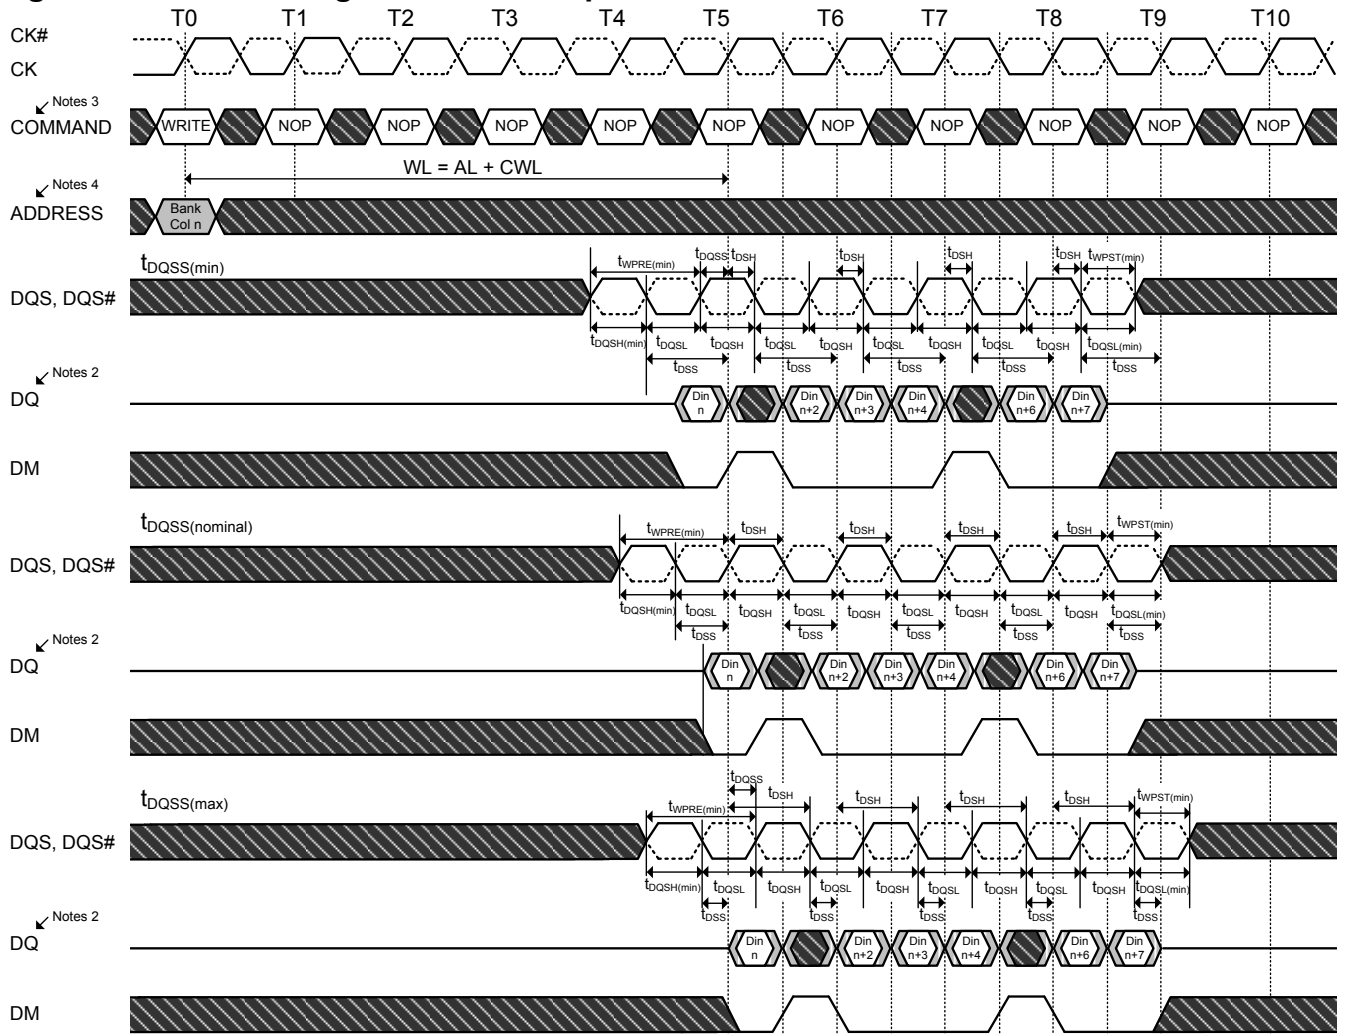 T0 T1 T2 T3 T4 T5 T6 T7 T8 T9 T10
CK#
CK
Notes 3
COMMAND WRITE NOP NOP NOP NOP NOP NOP NOP NOP NOP NOP
WL = AL + CWL
Notes 4
ADDRESS Bank Col n
tDQSS(min) tWPRE(min) tDQSS tDSH tDSH tDSH tDSH tWPST(min)
DQS, DQS#
tDQSH(min) tDQSL tDQSH tDQSL tDQSH tDQSL tDQSH tDQSL tDQSH tDQSL(min)
tDSS tDSS tDSS tDSS tDSS
Notes 2
DQ Din n Din n+2 Din n+3 Din n+4 Din n+6 Din n+7
DM
tDQSS(nominal) tWPRE(min) tDSH tDSH tDSH tDSH tWPST(min)
DQS, DQS#
tDQSH(min) tDQSL tDQSH tDQSL tDQSH tDQSL tDQSH tDQSL tDQSH tDQSL(min)
tDSS tDSS tDSS tDSS tDSS
Notes 2
DQ Din n Din n+2 Din n+3 Din n+4 Din n+6 Din n+7
DM
tDQSS
tDQSS(max) tWPRE(min) tDSH tDSH tDSH tDSH tWPST(min)
DQS, DQS#
tDQSH(min) tDQSL tDQSH tDQSL tDQSH tDQSL tDQSH tDQSL tDQSH tDQSL(min)
tDSS tDSS tDSS tDSS tDSS
Notes 2
DQ Din n Din n+2 Din n+3 Din n+4 Din n+6 Din n+7
DM